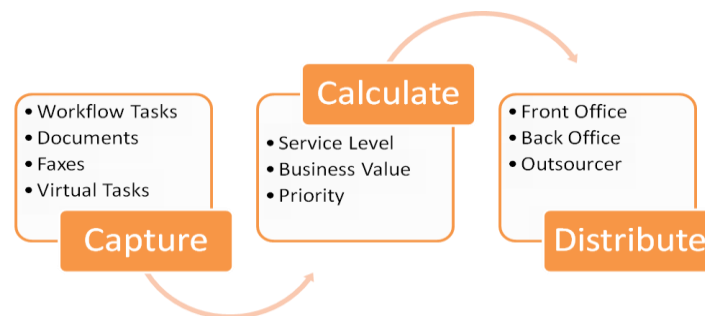 • Workflow Tasks
• Documents
• Faxes
• Virtual Tasks
Capture
Calculate
• Service Level
• Business Value
• Priority
• Front Office
• Back Office
• Outsourcer
Distribute